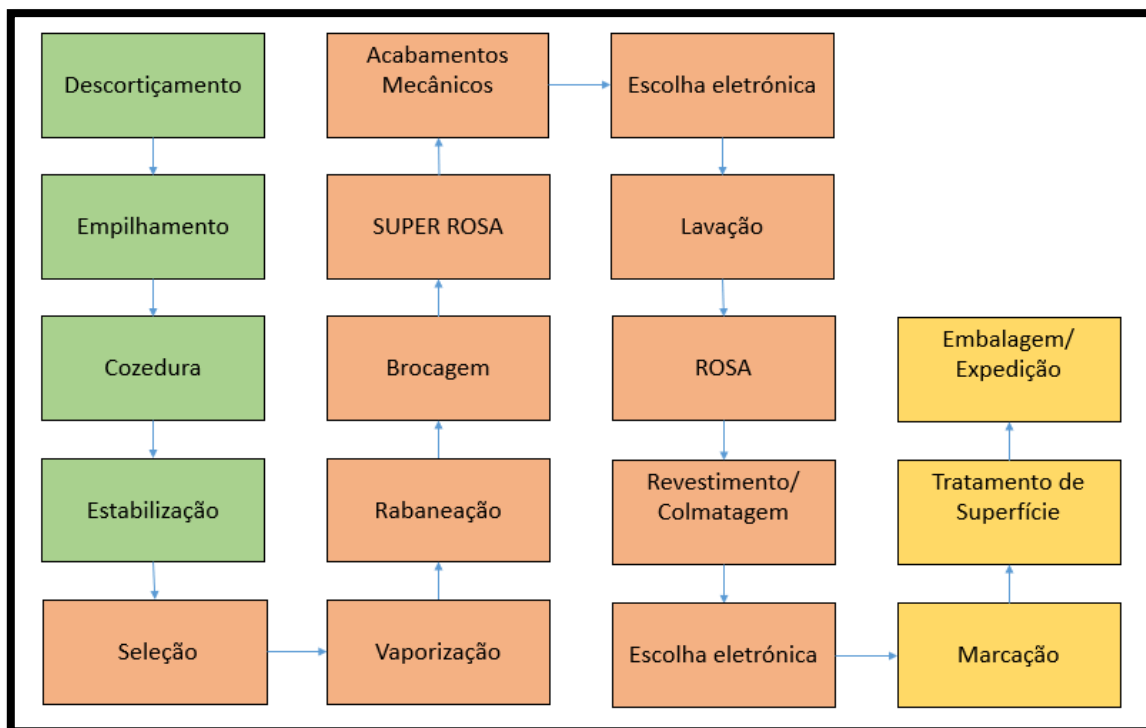 Descortiçamento
Empilhamento
Cozedura
Estabilização
Seleção
Vaporização
Rabaneação
Brocagem
SUPER ROSA
Acabamentos
Mecânicos
Escolha eletrónica
Lavação
ROSA
Revestimento/
Colmatagem
Escolha eletrónica
Marcação
Tratamento de
Superfície
Embalagem/
Expedição